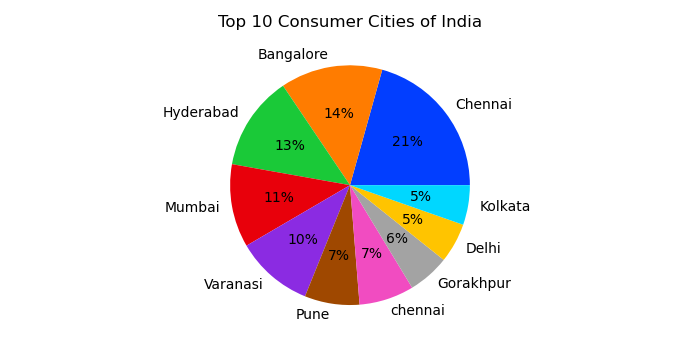 Top 10 Consumer Cities of India
Bangalore
Chennai
Hyderabad
14%
21%
13%
Mumbai
11%
5%
Kolkata
5%
10%
6%
Delhi
Varanasi
7%
7%
Gorakhpur
Pune
chennai